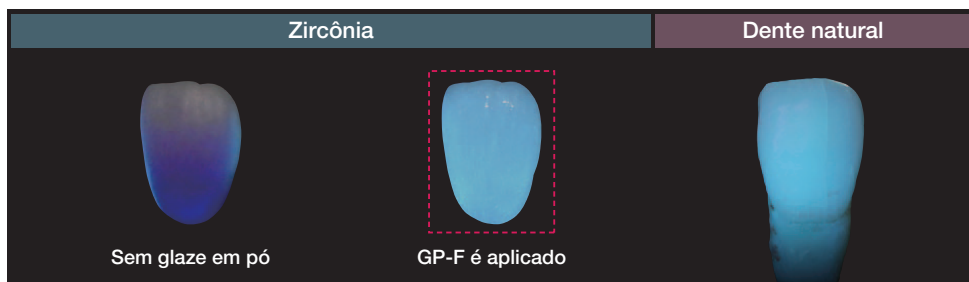 Zircônia
Dente natural
Sem glaze em pó
GP-F é aplicado